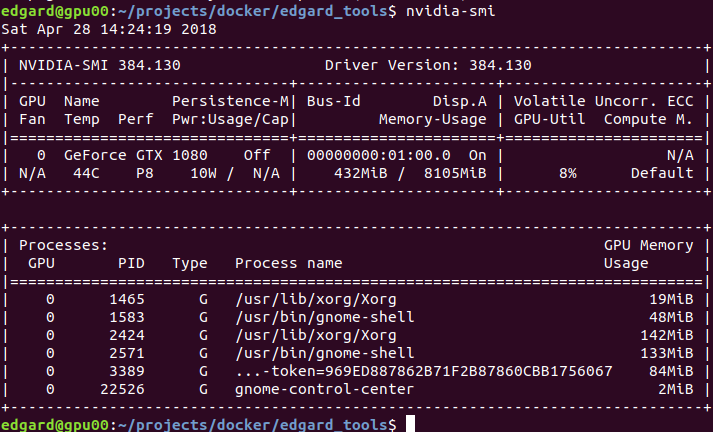 edgard@gpu00:~/projects/docker/edgard_tools$ nvidia-smi
Sat Apr 28 14:24:19 2018
+-----------------------------------------------------------------------------+
| NVIDIA-SMI 384.130                Driver Version: 384.130                   |
|-------------------------------+----------------------+----------------------+
| GPU  Name        Persistence-M| Bus-Id        Disp.A | Volatile Uncorr. ECC |
| Fan  Temp  Perf  Pwr:Usage/Cap|         Memory-Usage | GPU-Util  Compute M. |
|===============================+======================+======================|
|   0  GeForce GTX 1080    Off  | 00000000:01:00.0  On |                  N/A |
| N/A   44C    P8    10W /  N/A |    432MiB /  8105MiB |      8%      Default |
+-------------------------------+----------------------+----------------------+
+-----------------------------------------------------------------------------+
| Processes:                                                       GPU Memory |
|  GPU       PID   Type   Process name                             Usage      |
|=============================================================================|
|    0      1465      G   /usr/lib/xorg/Xorg                            19MiB |
|    0      1583      G   /usr/bin/gnome-shell                          48MiB |
|    0      2424      G   /usr/lib/xorg/Xorg                           142MiB |
|    0      2571      G   /usr/bin/gnome-shell                         133MiB |
|    0      3389      G   ...-token=969ED887862B71F2B87860CBB1756067    84MiB |
|    0     22526      G   gnome-control-center                           2MiB |
+-----------------------------------------------------------------------------+
edgard@gpu00:~/projects/docker/edgard_tools$